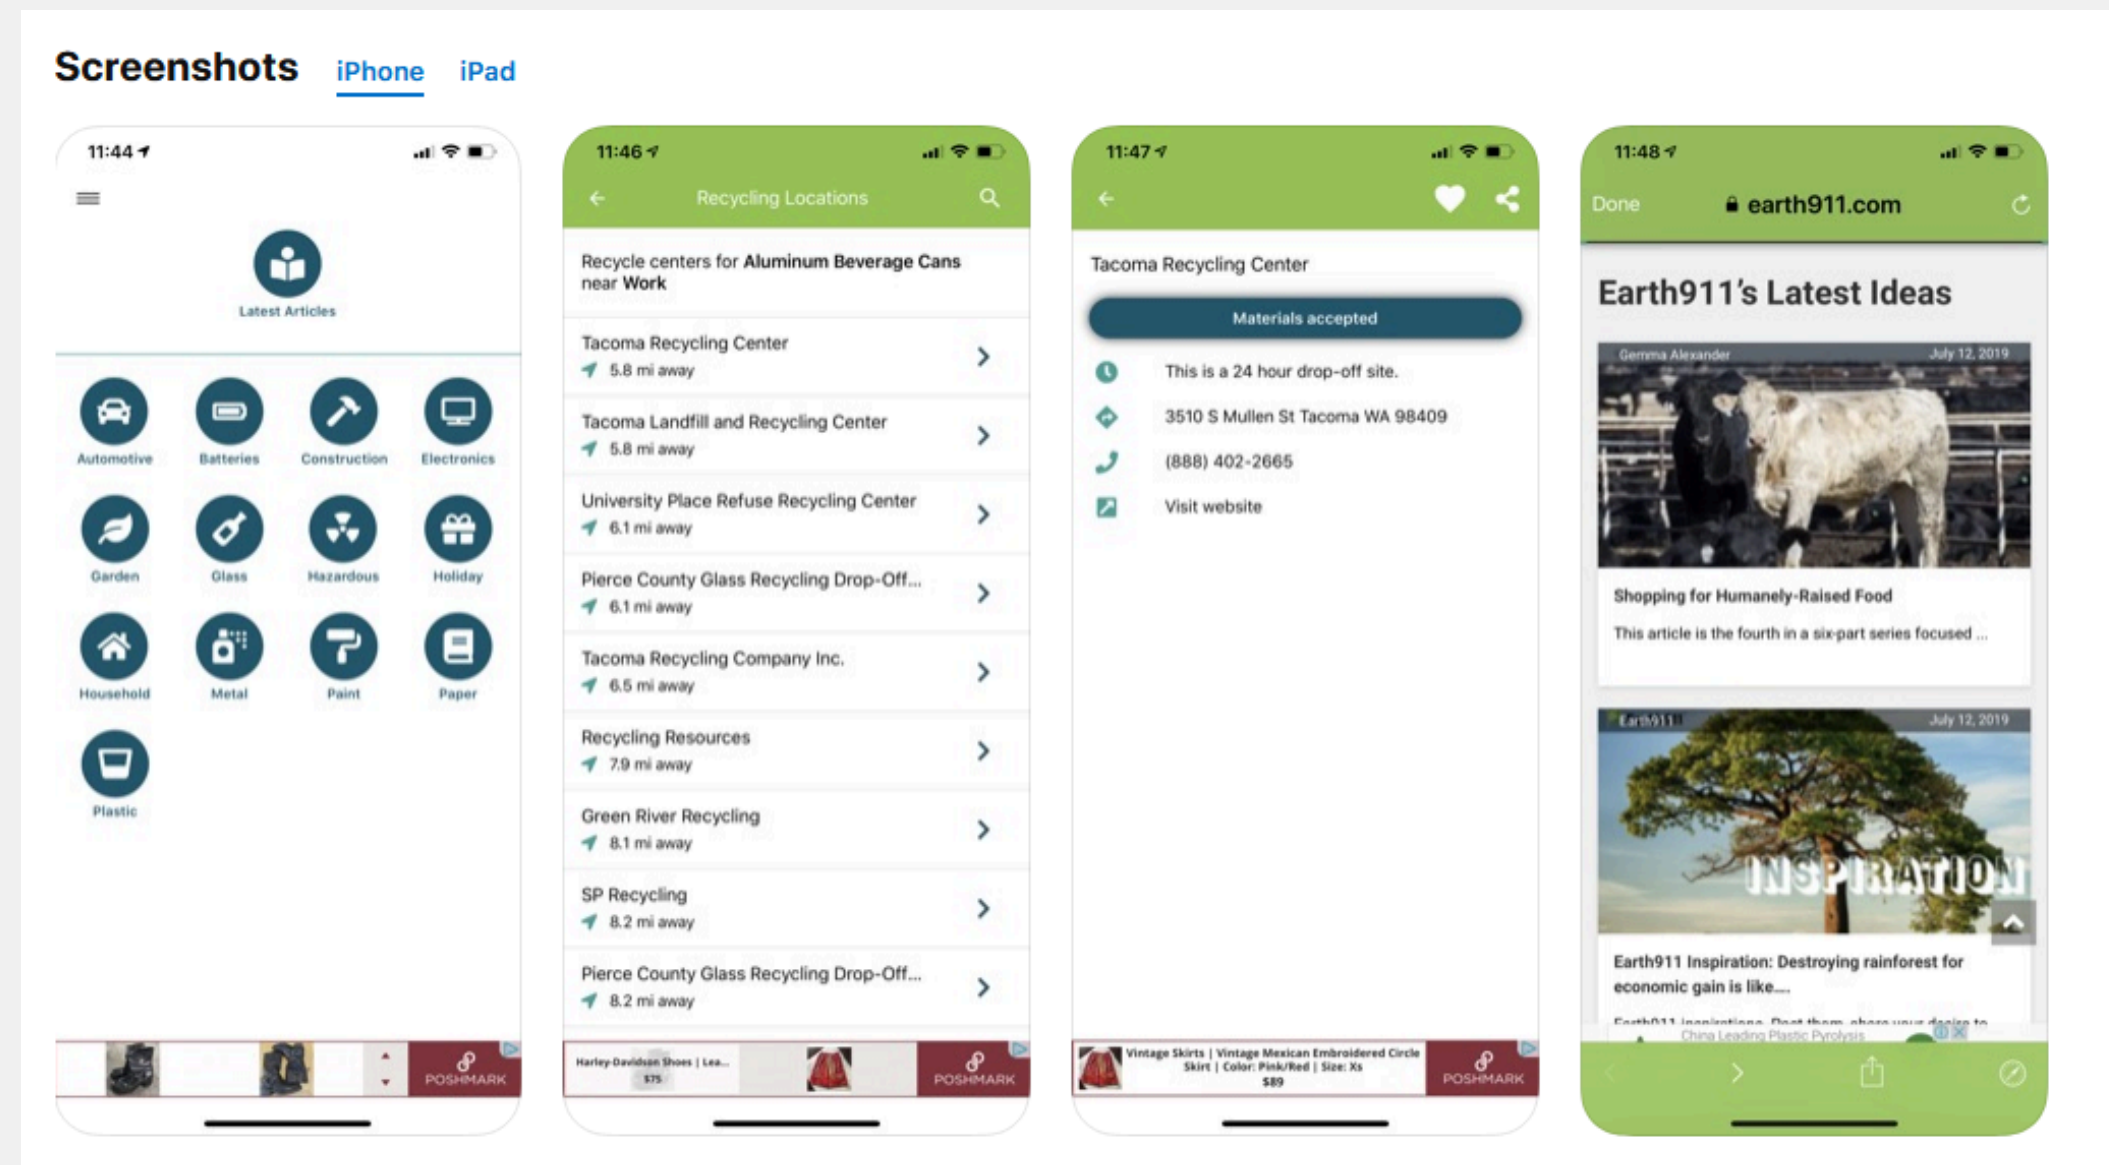 Screenshots iPhone iPad
11:44
Latest Articles
Automotive Batteries Construction Electronics
Garden Glass Hazardous Holiday
Household Metal Paint Paper
Plastic
POSHMARK
11:46
Recycling Locations
Recycle centers for Aluminum Beverage Cans
near Work
Tacoma Recycling Center
5.8 mi away
Tacoma Landfill and Recycling Center
5.8 mi away
University Place Refuse Recycling Center
6.1 mi away
Pierce County Glass Recycling Drop-Off...
6.1 mi away
Tacoma Recycling Company Inc.
6.5 mi away
Recycling Resources
7.9 mi away
Green River Recycling
8.1 mi away
SP Recycling
8.2 mi away
Pierce County Glass Recycling Drop-Off...
8.2 mi away
Harley-Davidson Shoes | Lea...
$75
POSHMARK
11:47
Tacoma Recycling Center
Materials accepted
This is a 24 hour drop-off site.
3510 S Mullen St Tacoma WA 98409
(888) 402-2665
Visit website
Vintage Skirts | Vintage Mexican Embroidered Circle
Skirt | Color: Pink/Red | Size: Xs
$89
POSHMARK
11:48
Done earth911.com
Earth911's Latest Ideas
Gemma Alexander July 12, 2019
Shopping for Humanely-Raised Food
This article is the fourth in a six-part series focused ...
Earth911 July 12, 2019
INSPIRATION
Earth911 Inspiration: Destroying rainforest for
economic gain is like....
Earth911 inspirations. Post them, share your desire to
China Leading Plastic Pyrolysis